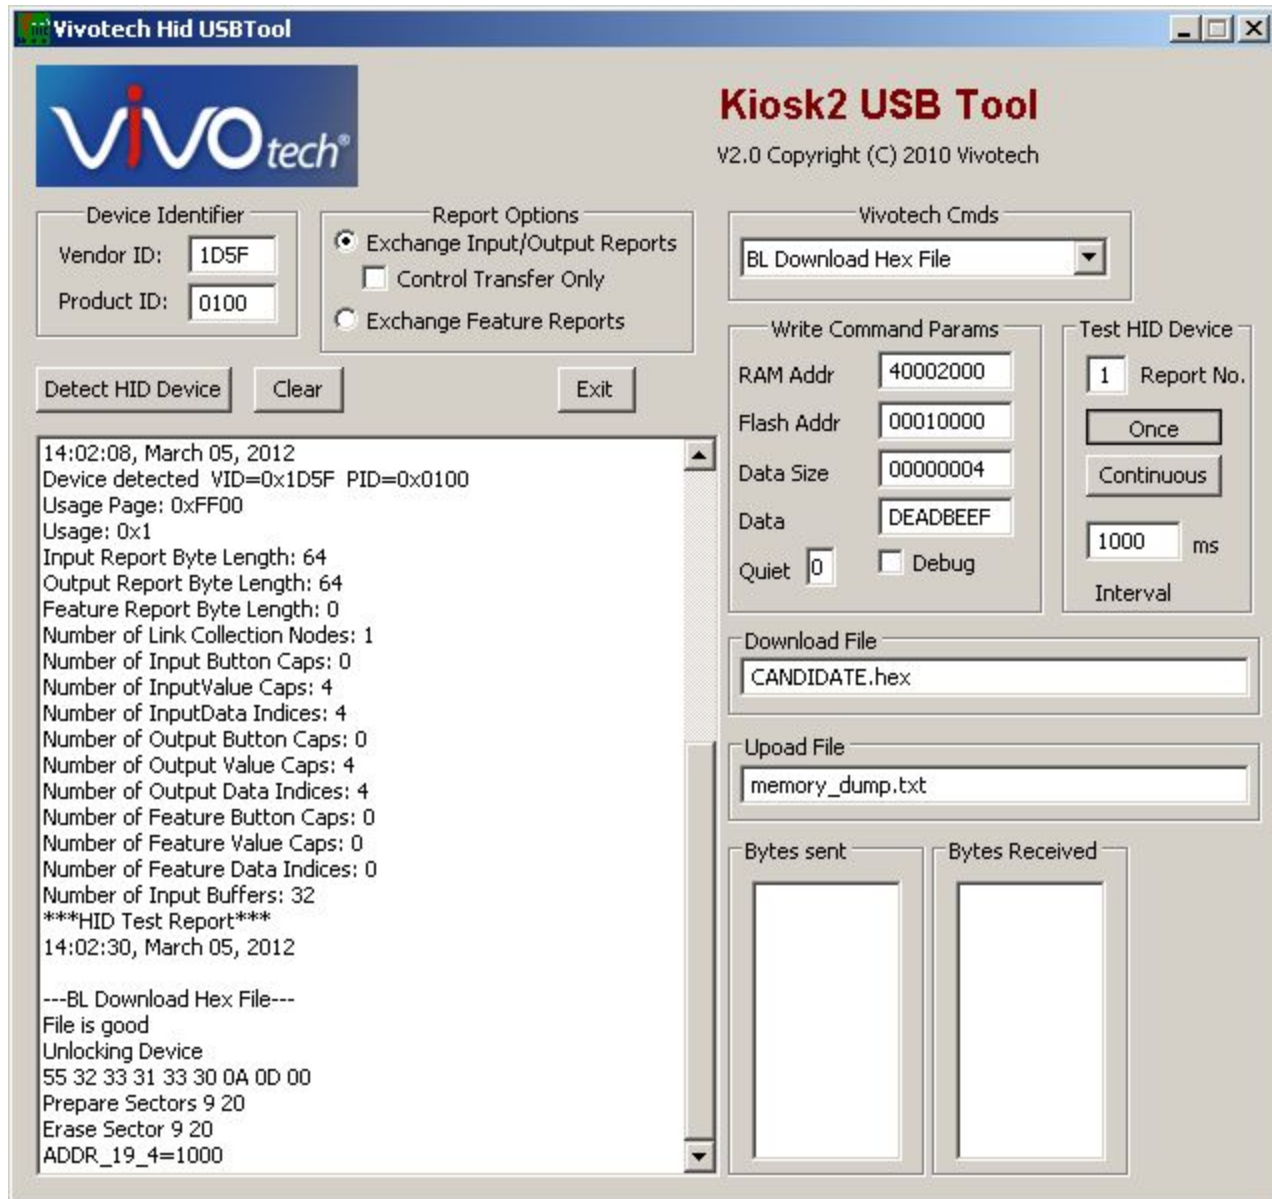 Vivotech Hid USBTool
ViVOtech®
Kiosk2 USB Tool
V2.0 Copyright (C) 2010 Vivotech
Device Identifier
Vendor ID: 1D5F
Product ID: 0100
Report Options
Exchange Input/Output Reports
Control Transfer Only
Exchange Feature Reports
Vivotech Cmds
BL Download Hex File
Detect HID Device
Clear
Exit
Write Command Params
RAM Addr 40002000
Flash Addr 00010000
Data Size 00000004
Data DEADBEEF
Quiet 0 Debug
Test HID Device
1 Report No.
Once
Continuous
1000 ms
Interval
14:02:08, March 05, 2012
Device detected VID=0x1D5F PID=0x0100
Usage Page: 0xFF00
Usage: 0x1
Input Report Byte Length: 64
Output Report Byte Length: 64
Feature Report Byte Length: 0
Number of Link Collection Nodes: 1
Number of Input Button Caps: 0
Number of InputValue Caps: 4
Number of InputData Indices: 4
Number of Output Button Caps: 0
Number of Output Value Caps: 4
Number of Output Data Indices: 4
Number of Feature Button Caps: 0
Number of Feature Value Caps: 0
Number of Feature Data Indices: 0
Number of Input Buffers: 32
***HID Test Report***
14:02:30, March 05, 2012
---BL Download Hex File---
File is good
Unlocking Device
55 32 33 31 33 30 0A 0D 00
Prepare Sectors 9 20
Erase Sector 9 20
ADDR_19_4=1000
Download File
CANDIDATE.hex
Upoad File
memory_dump.txt
Bytes sent
Bytes Received